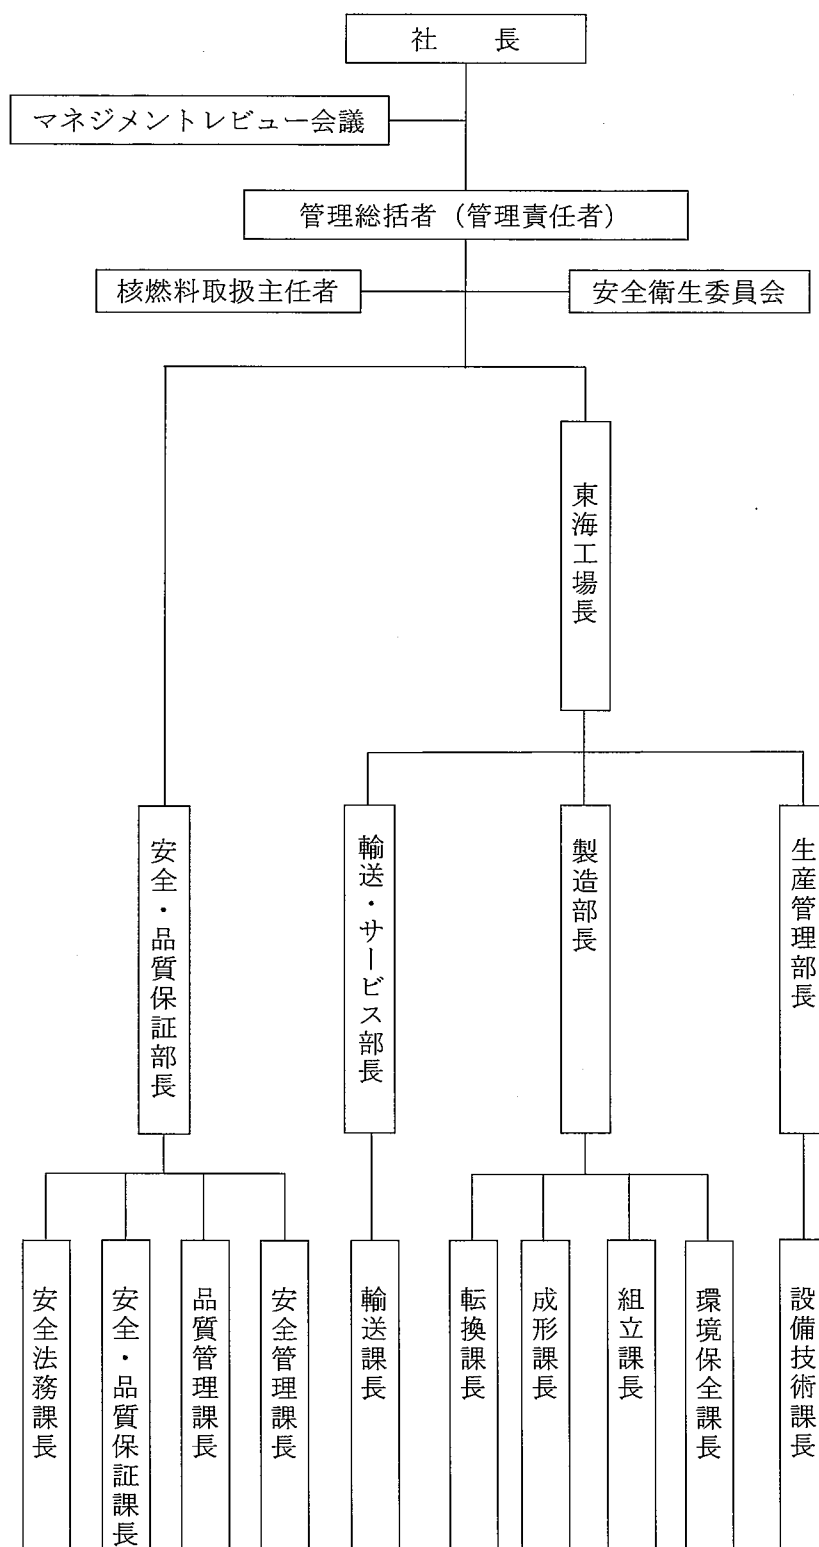 社　　長
マネジメントレビュー会議
管理総括者（管理責任者）
核燃料取扱主任者
安全衛生委員会
東海工場長
安全・品質保証部長
輸送・サービス部長
製造部長
生産管理部長
安全法務課長
安全・品質保証課長
品質管理課長
安全管理課長
輸送課長
転換課長
成形課長
組立課長
環境保全課長
設備技術課長